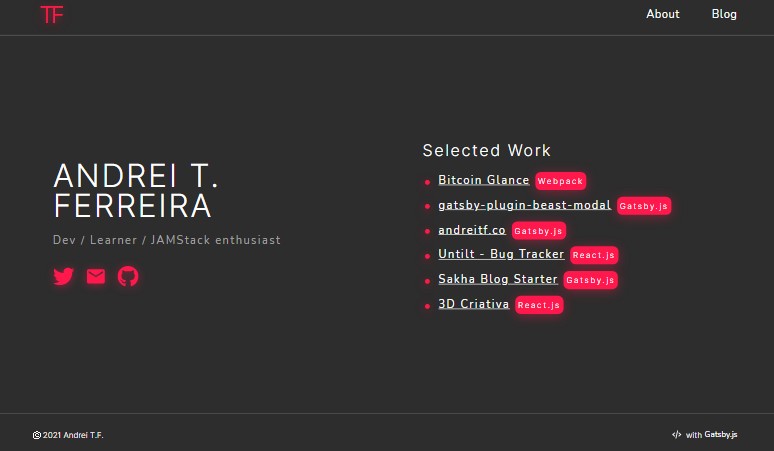 TF
About
Blog
ANDREI T.
FERREIRA
Dev / Learner / JAMStack enthusiast
Selected Work
Bitcoin Glance Webpack
gatsby-plugin-beast-modal Gatsby.js
andreitf.co Gatsby.js
Untilt - Bug Tracker React.js
Sakha Blog Starter Gatsby.js
3D Criativa React.js
© 2021 Andrei T.F.
</> with Gatsby.js